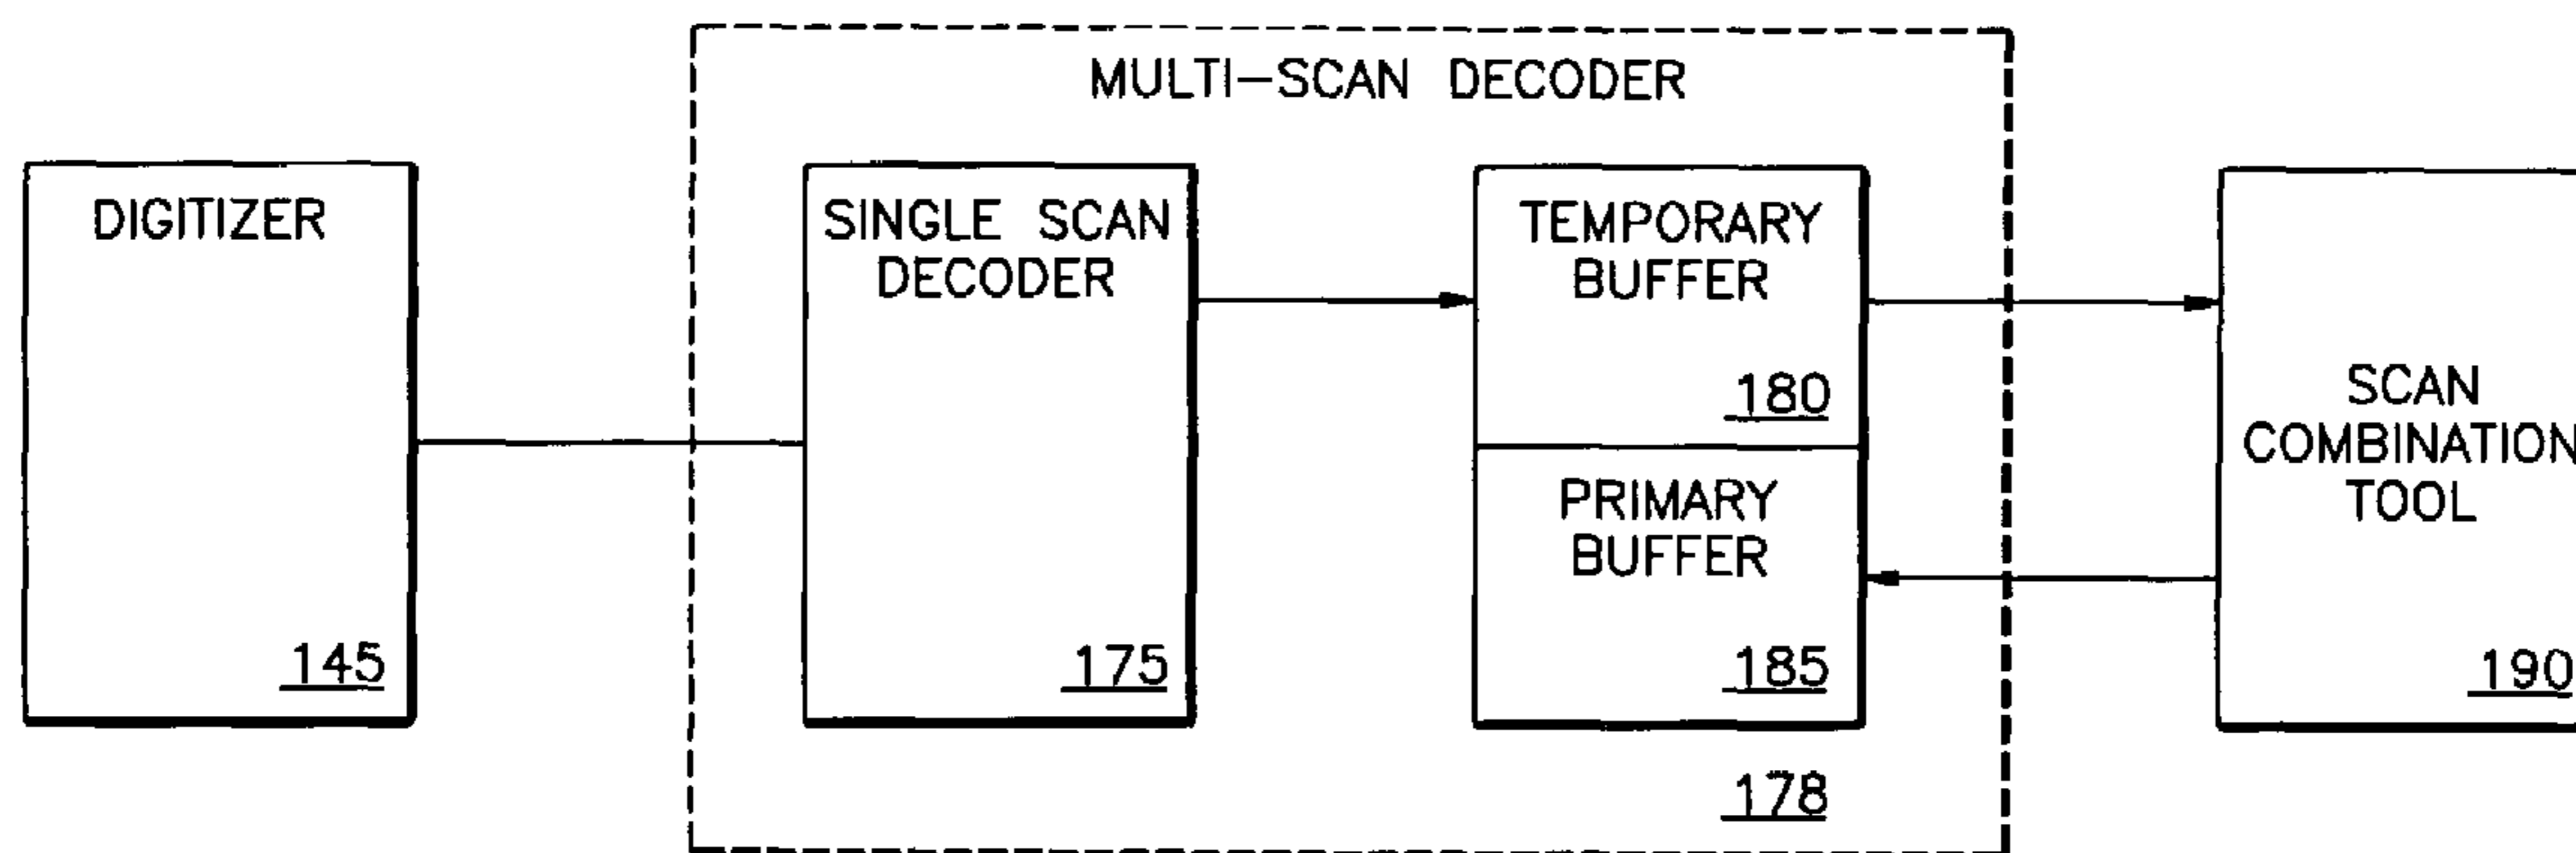 MULTI-SCAN DECODER
DIGITIZER
145
SINGLE SCAN
DECODER
175
TEMPORARY
BUFFER
180
PRIMARY
BUFFER
185
178
SCAN
COMBINATION
TOOL
190